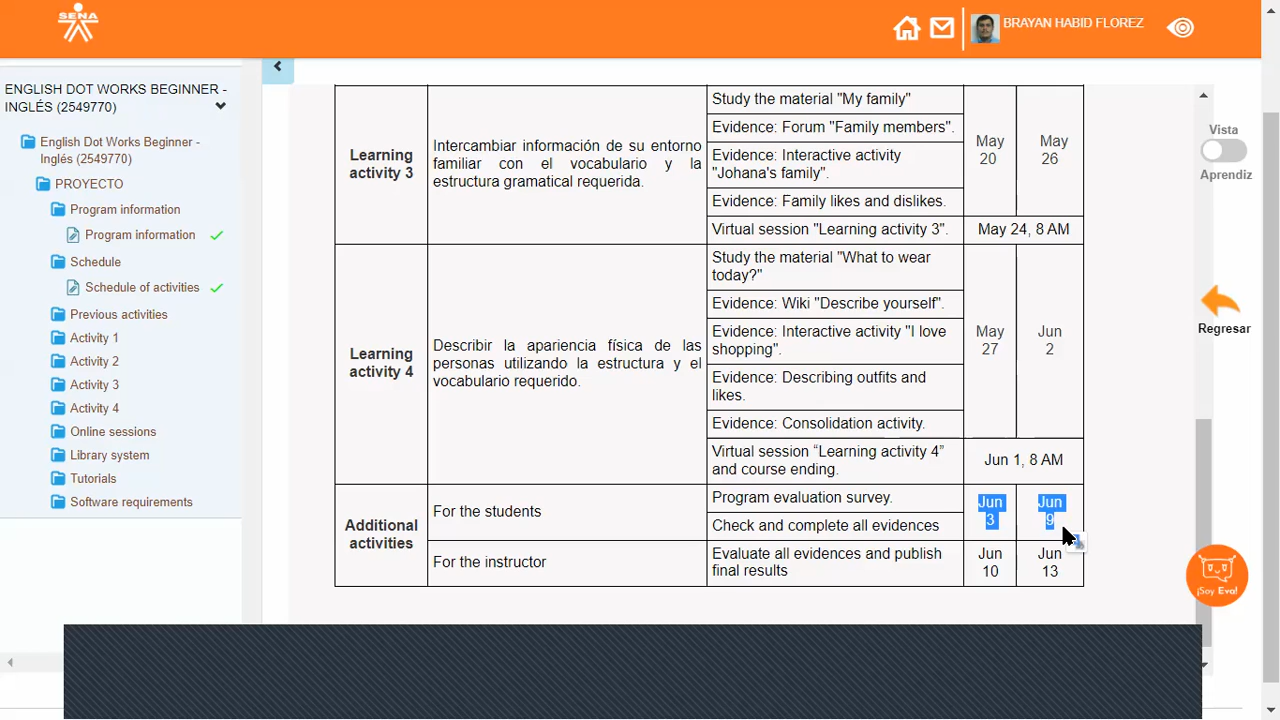 SENA
BRAYAN HABID FLOREZ
ENGLISH DOT WORKS BEGINNER -
INGLÉS (2549770)
English Dot Works Beginner -
Inglés (2549770)
PROYECTO
Program information
Program information
Schedule
Schedule of activities
Previous activities
Activity 1
Activity 2
Activity 3
Activity 4
Online sessions
Library system
Tutorials
Software requirements
Learning
activity 3
Intercambiar información de su entorno
familiar con el vocabulario y la
estructura gramatical requerida.
Study the material "My family"
Evidence: Forum "Family members".
Evidence: Interactive activity
"Johana's family".
Evidence: Family likes and dislikes.
May
20
May
26
Virtual session "Learning activity 3".
May 24, 8 AM
Learning
activity 4
Describir la apariencia física de las
personas utilizando la estructura y el
vocabulario requerido.
Study the material "What to wear
today?"
Evidence: Wiki "Describe yourself".
Evidence: Interactive activity "I love
shopping".
Evidence: Describing outfits and
likes.
Evidence: Consolidation activity.
May
27
Jun
2
Virtual session “Learning activity 4”
and course ending.
Jun 1, 8 AM
Additional
activities
For the students
Program evaluation survey.
Check and complete all evidences
Jun
3
Jun
9
For the instructor
Evaluate all evidences and publish
final results
Jun
10
Jun
13
Vista
Aprendiz
Regresar
¡Soy Eva!